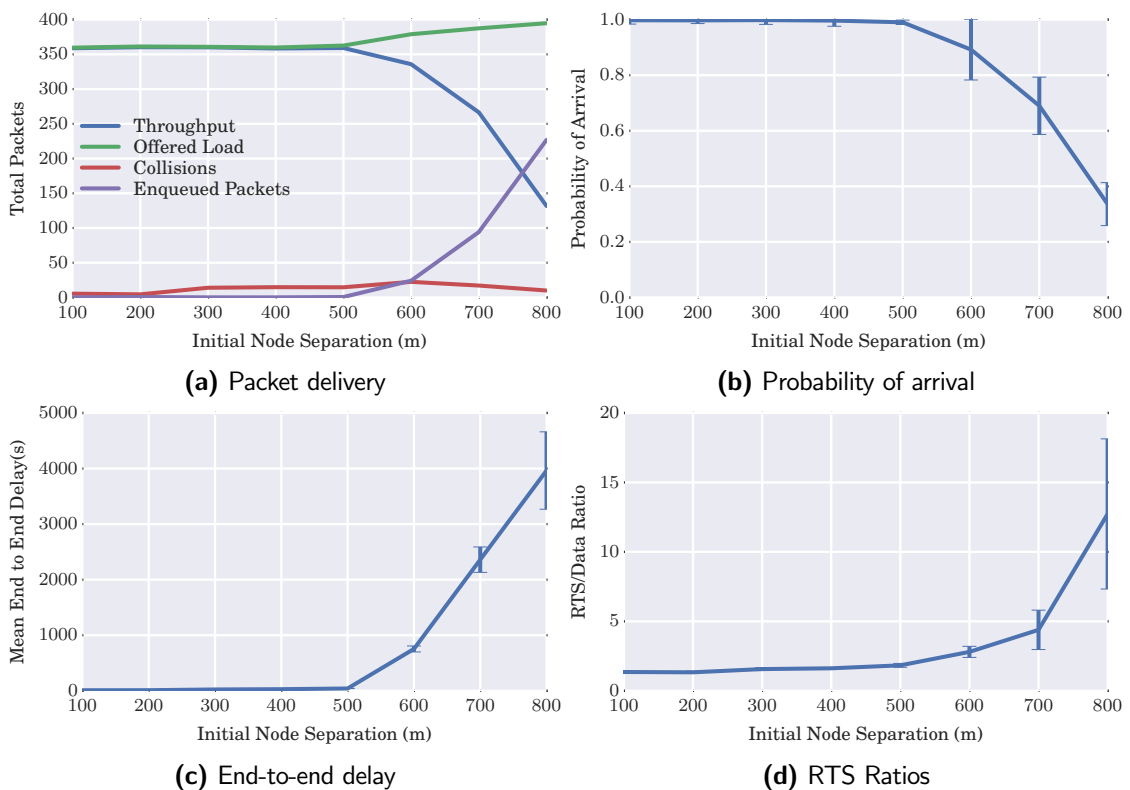 400
350
300
250
200
150
100
50
0
Total Packets
Throughput
Offered Load
Collisions
Enqueued Packets
100 200 300 400 500 600 700 800
Initial Node Separation (m)
(a) Packet delivery
1.0
0.8
0.6
0.4
0.2
0.0
Probability of Arrival
100 200 300 400 500 600 700 800
Initial Node Separation (m)
(b) Probability of arrival
5000
4000
3000
2000
1000
0
Mean End to End Delay(s)
100 200 300 400 500 600 700 800
Initial Node Separation (m)
(c) End-to-end delay
20
15
10
5
0
RTS/Data Ratio
100 200 300 400 500 600 700 800
Initial Node Separation (m)
(d) RTS Ratios